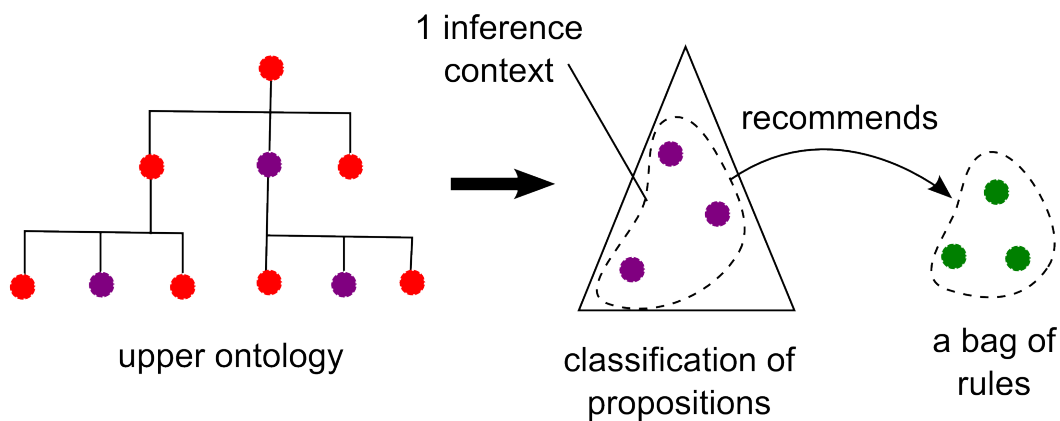 1 inference
context
recommends
upper ontology
classification of
propositions
a bag of
rules